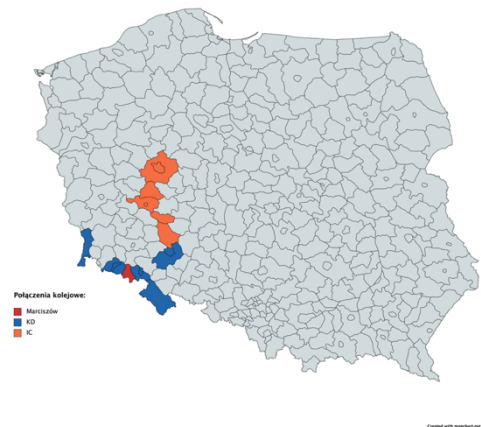 Połączenia kolejowe:
Marciszów
KD
IC
Created with mapchart.net